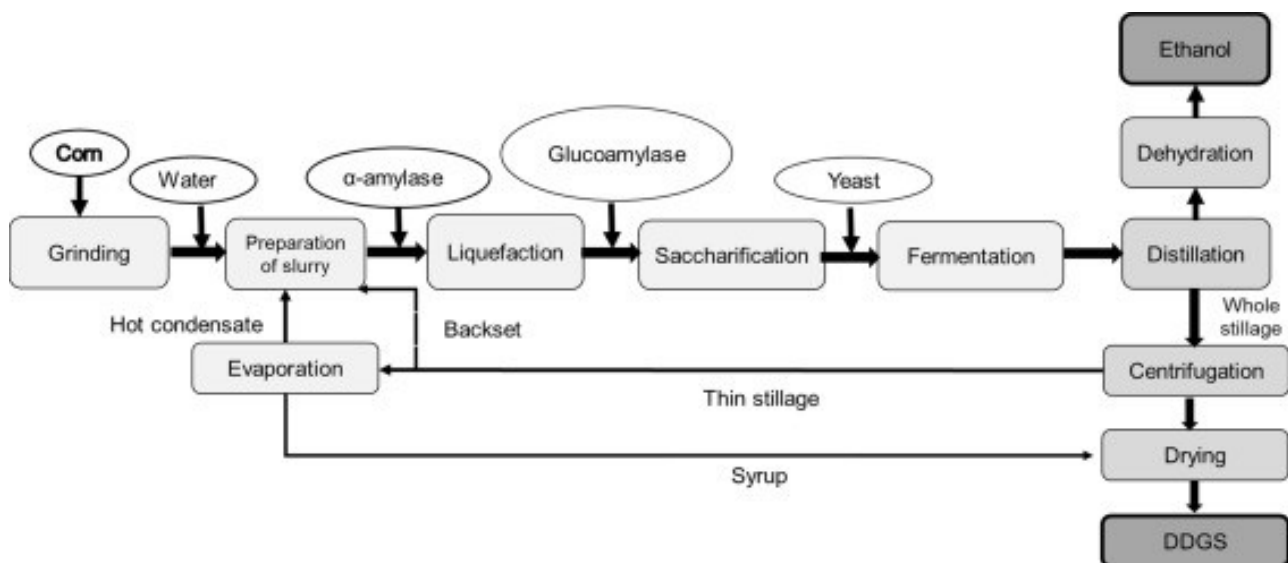 Ethanol
Dehydration
Corn
Water
α-amylase
Glucoamylase
Yeast
Grinding
Preparation
of slurry
Liquefaction
Saccharification
Fermentation
Distillation
Whole
stillage
Hot condensate
Backset
Evaporation
Thin stillage
Centrifugation
Syrup
Drying
DDGS